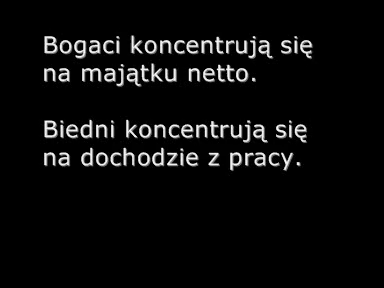 Bogaci koncentrują się
na majątku netto.
Biedni koncentrują się
na dochodzie z pracy.